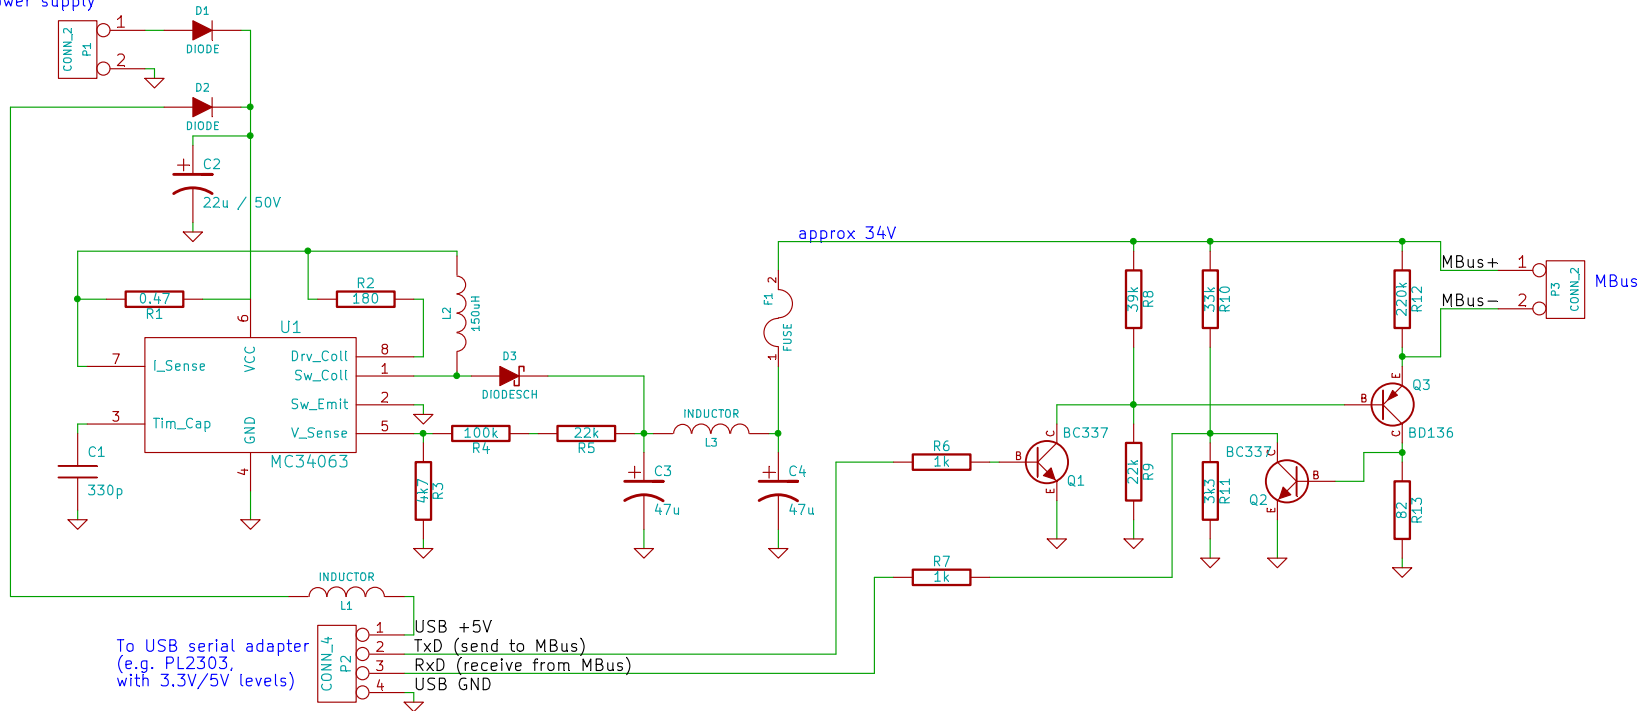 power supply
CONN_2
P1
1
2
D1
DIODE
D2
DIODE
C2
22u / 50V
0.47
R1
R2
180
L2
150uH
U1
MC34063
6
VCC
7
I_Sense
3
Tim_Cap
4
GND
Drv_Coll
8
Sw_Coll
1
Sw_Emit
2
V_Sense
5
C1
330p
D3
DIODESCH
100k
R4
22k
R5
4k7
R3
C3
47u
INDUCTOR
L3
C4
47u
F1
FUSE
2
1
approx 34V
39k
R8
33k
R10
220k
R12
MBus+
MBus-
1
2
P3
CONN_2
MBus
R6
1k
B
C
E
BC337
Q1
22k
R9
3k3
R11
BC337
Q2
C
B
E
E
B
C
Q3
BD136
82
R13
R7
1k
INDUCTOR
L1
To USB serial adapter
(e.g. PL2303,
with 3.3V/5V levels)
CONN_4
P2
1
2
3
4
USB +5V
TxD (send to MBus)
RxD (receive from MBus)
USB GND